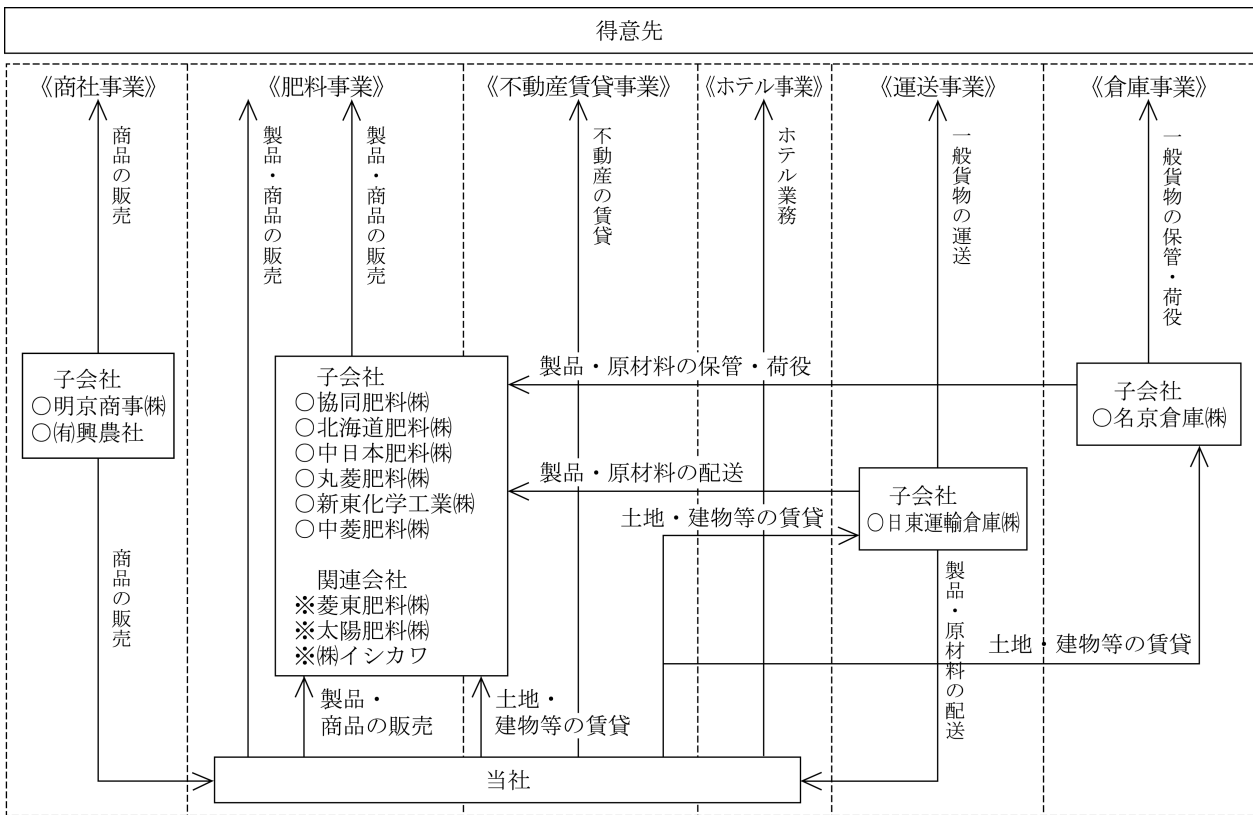 得意先
《商社事業》
《肥料事業》
《不動産賃貸事業》
《ホテル事業》
《運送事業》
《倉庫事業》
商品の販売
製品・商品の販売
製品・商品の販売
不動産の賃貸
ホテル業務
一般貨物の運送
一般貨物の保管・荷役
子会社
○明京商事㈱
○㈲興農社
子会社
○協同肥料㈱
○北海道肥料㈱
○中日本肥料㈱
○丸菱肥料㈱
○新東化学工業㈱
○中菱肥料㈱
関連会社
※菱東肥料㈱
※太陽肥料㈱
※㈱イシカワ
製品・原材料の保管・荷役
子会社
○名京倉庫㈱
製品・原材料の配送
子会社
○日東運輸倉庫㈱
土地・建物等の賃貸
商品の販売
製品・原材料の配送
土地・建物等の賃貸
製品・
商品の販売
土地・
建物等の賃貸
当社